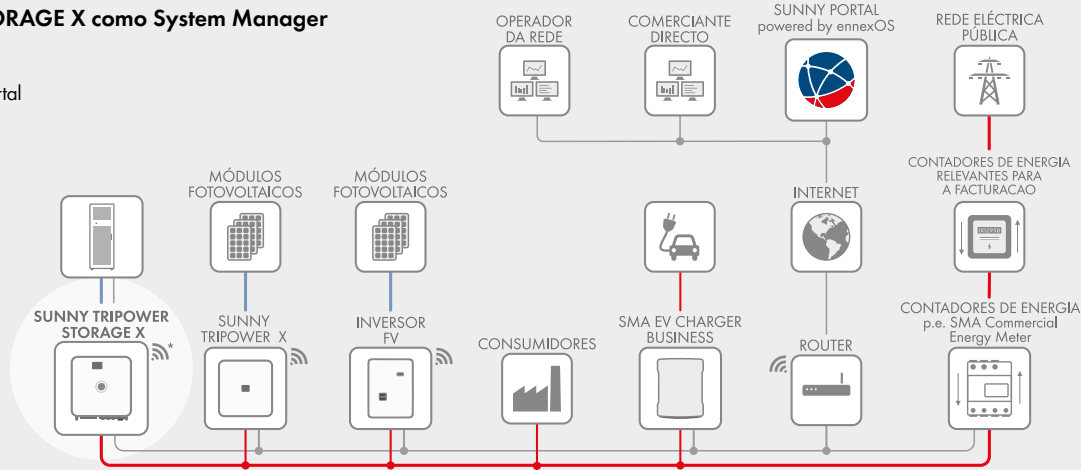 ORAGE X como System Manager
rtal
OPERADOR
DA REDE
COMERCIANTE
DIRECTO
SUNNY PORTAL
powered by ennexOS
REDE ELÉCTRICA
PÚBLICA
MÓDULOS
FOTOVOLTAICOS
MÓDULOS
FOTOVOLTAICOS
INTERNET
CONTADORES DE ENERGIA
RELEVANTES PARA
A FACTURACAO
SUNNY TRIPOWER
STORAGE X
*
SUNNY
TRIPOWER X
INVERSOR
FV
CONSUMIDORES
SMA EV CHARGER
BUSINESS
ROUTER
CONTADORES DE ENERGIA
p.e. SMA Commercial
Energy Meter